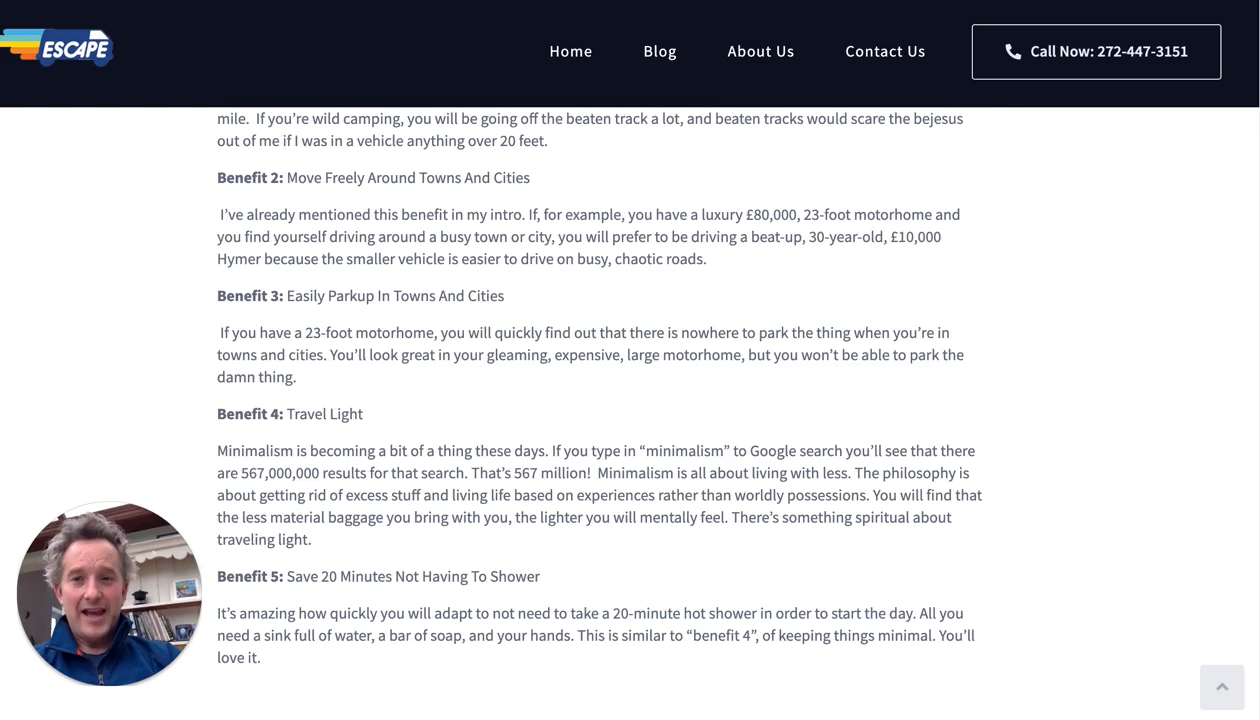 ESCAPE
Home
Blog
About Us
Contact Us
Call Now: 272-447-3151
mile.  If you’re wild camping, you will be going off the beaten track a lot, and beaten tracks would scare the bejesus
out of me if I was in a vehicle anything over 20 feet.
Benefit 2: Move Freely Around Towns And Cities
I’ve already mentioned this benefit in my intro. If, for example, you have a luxury £80,000, 23-foot motorhome and
you find yourself driving around a busy town or city, you will prefer to be driving a beat-up, 30-year-old, £10,000
Hymer because the smaller vehicle is easier to drive on busy, chaotic roads.
Benefit 3: Easily Parkup In Towns And Cities
If you have a 23-foot motorhome, you will quickly find out that there is nowhere to park the thing when you’re in
towns and cities. You’ll look great in your gleaming, expensive, large motorhome, but you won’t be able to park the
damn thing.
Benefit 4: Travel Light
Minimalism is becoming a bit of a thing these days. If you type in “minimalism” to Google search you’ll see that there
are 567,000,000 results for that search. That’s 567 million!  Minimalism is all about living with less. The philosophy is
about getting rid of excess stuff and living life based on experiences rather than worldly possessions. You will find that
the less material baggage you bring with you, the lighter you will mentally feel. There’s something spiritual about
traveling light.
Benefit 5: Save 20 Minutes Not Having To Shower
It’s amazing how quickly you will adapt to not need to take a 20-minute hot shower in order to start the day. All you
need a sink full of water, a bar of soap, and your hands. This is similar to “benefit 4”, of keeping things minimal. You’ll
love it.